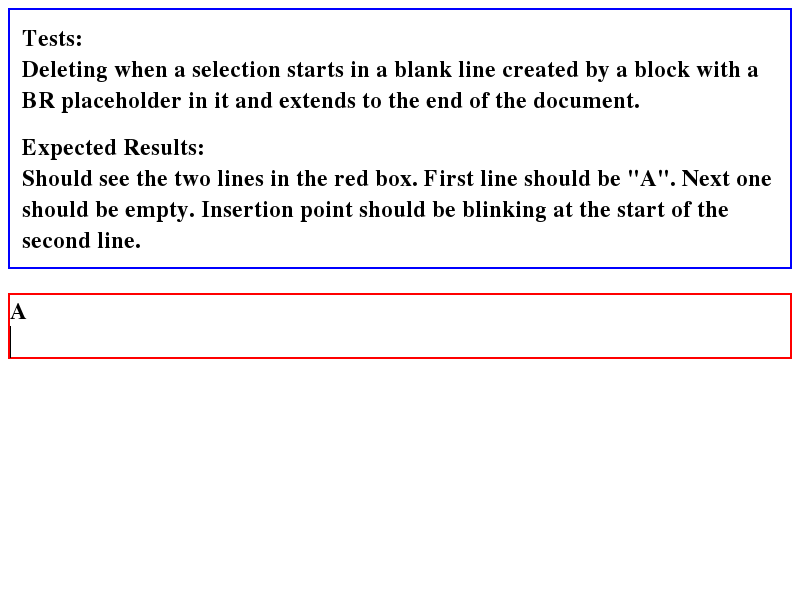 Tests:
Deleting when a selection starts in a blank line created by a block with a
BR placeholder in it and extends to the end of the document.
Expected Results:
Should see the two lines in the red box. First line should be "A". Next one
should be empty. Insertion point should be blinking at the start of the
second line.
A